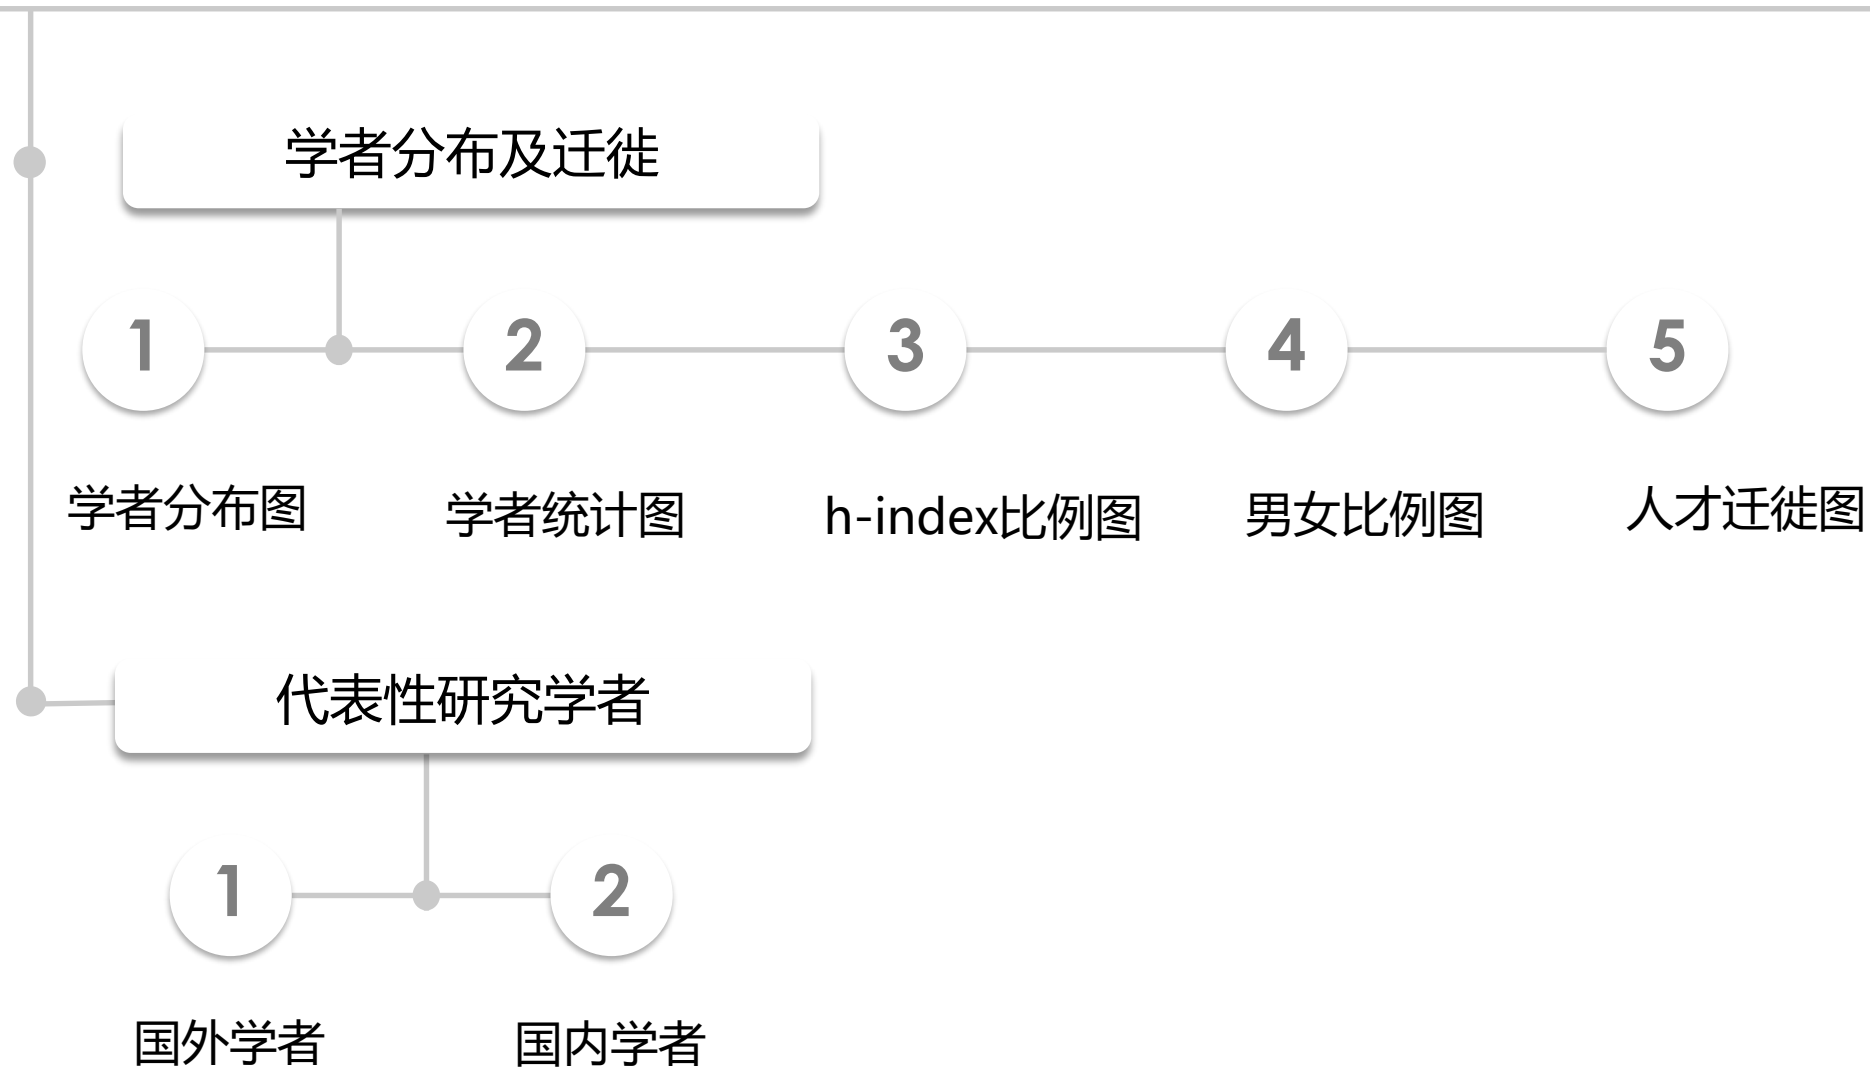 学者分布及迁徙
1 2 3 4 5
学者分布图 学者统计图 h-index比例图 男女比例图 人才迁徙图
代表性研究学者
1 2
国外学者 国内学者